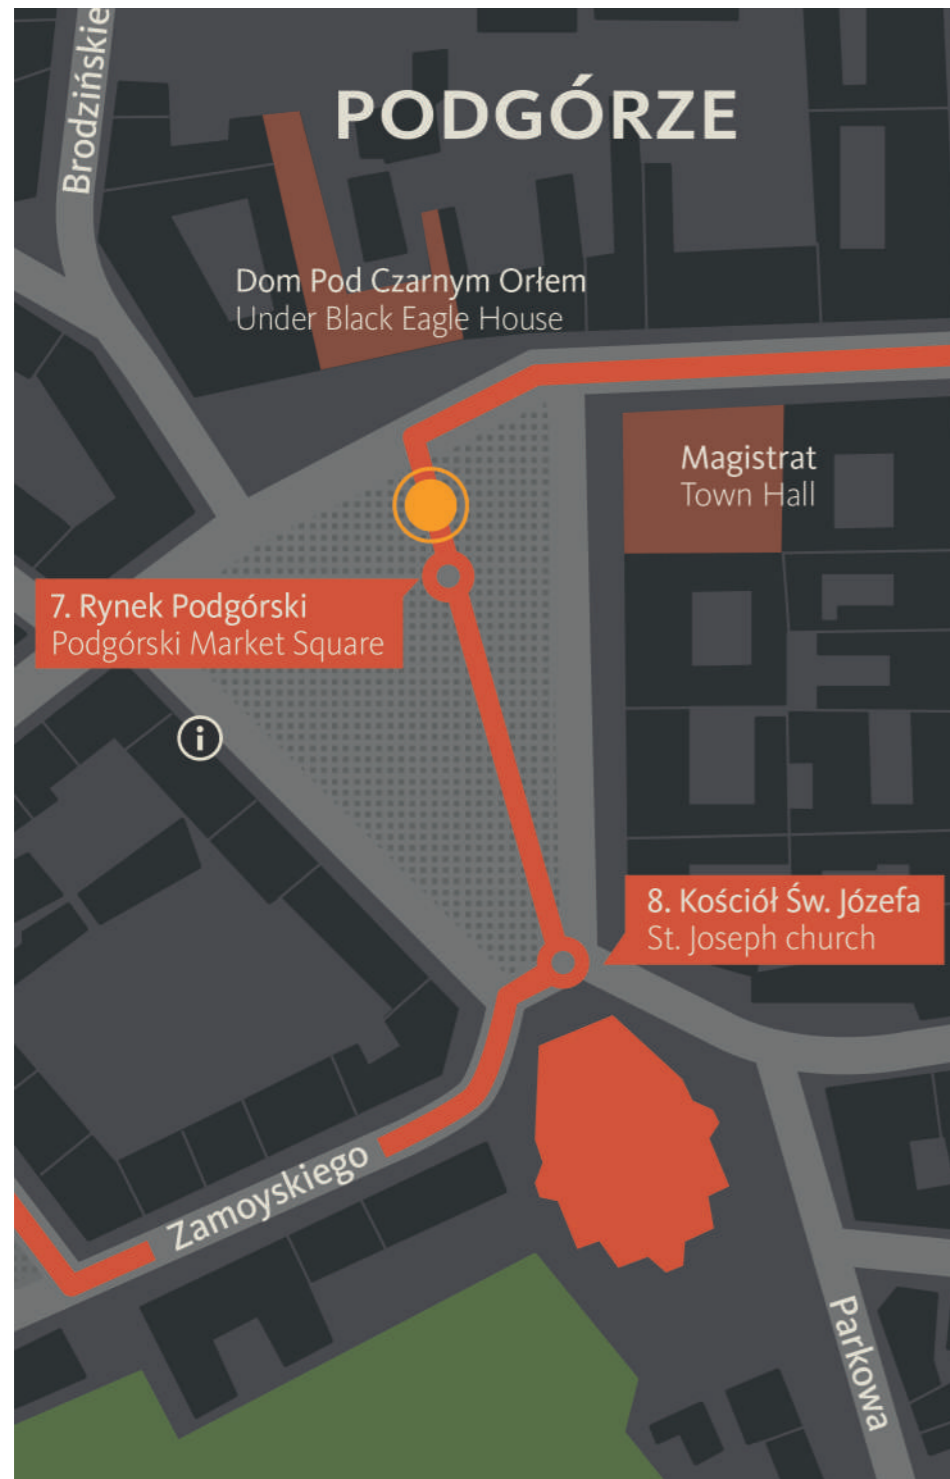 Brodzińskie
PODGÓRZE
Dom Pod Czarnym Orłem
Under Black Eagle House
Magistrat
Town Hall
7. Rynek Podgórski
Podgórski Market Square
i
8. Kościół Św. Józefa
St. Joseph church
Zamoyskiego
Parkowa